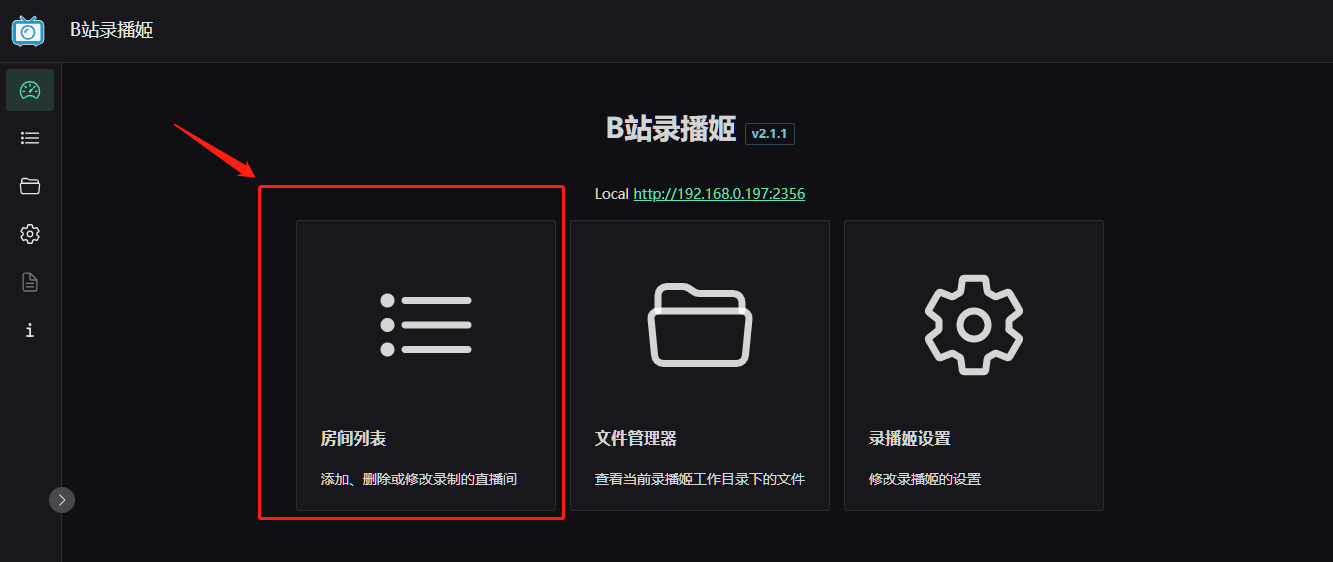 B站录播姬
B站录播姬 v2.1.1
Local http://192.168.0.197:2356
房间列表
添加、删除或修改录制的直播间
文件管理器
查看当前录播姬工作目录下的文件
录播姬设置
修改录播姬的设置